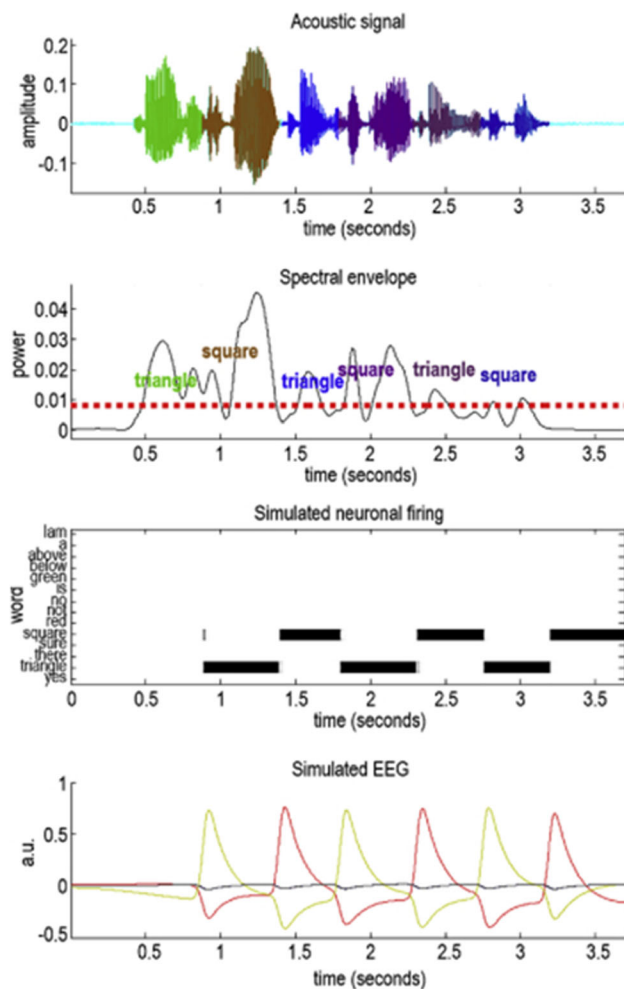 Acoustic signal
0.2
0.1
0
-0.1
amplitude
0.5 1 1.5 2 2.5 3 3.5
time (seconds)
Spectral envelope
0.04
0.03
0.02
0.01
0
power
triangle square triangle square triangle square
0.5 1 1.5 2 2.5 3 3.5
time (seconds)
Simulated neuronal firing
word
lam
a
above
below
green
is
no
not
red
square
sure
there
triangle
yes
0 0.5 1 1.5 2 2.5 3 3.5
time (seconds)
Simulated EEG
1
0.5
0
-0.5
a.u.
0.5 1 1.5 2 2.5 3 3.5
time (seconds)